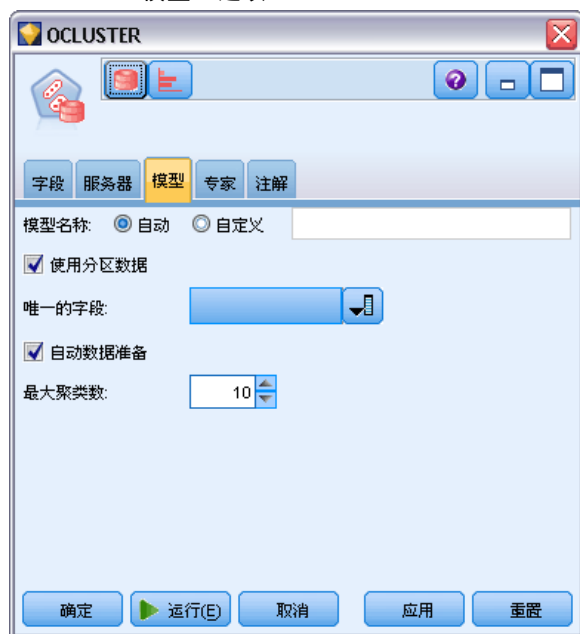 OCLUSTER
字段 服务器 模型 专家 注解
模型名称: 自动 自定义
使用分区数据
唯一的字段:
自动数据准备
最大聚类数: 10
确定 运行(E) 取消 应用 重置